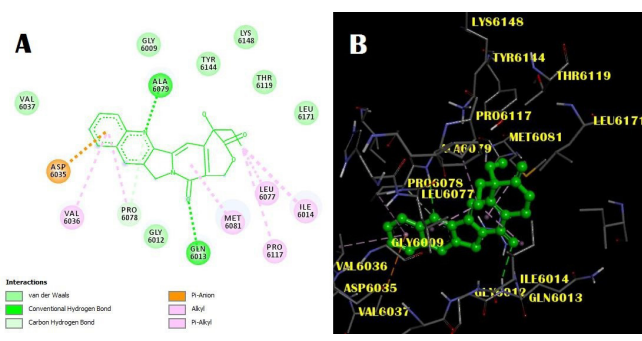 A
GLY
6009
TYR
6144
LYS
6148
THR
6119
LEU
6171
VAL
6037
ALA
6079
ASP
6035
VAL
6036
PRO
6078
GLY
6012
GLN
6013
MET
6081
LEU
6077
PRO
6117
ILE
6014
Interactions
van der Waals
Conventional Hydrogen Bond
Carbon Hydrogen Bond
Pi-Anion
Alkyl
Pi-Alkyl
B
LYS6148
TYR6144
THR6119
PRO6117
LEU6171
MET6081
PRO6078
LEU6077
GLY6009
VAL6036
ILE6014
ASP6035
GLY6012
GLN6013
VAL6037